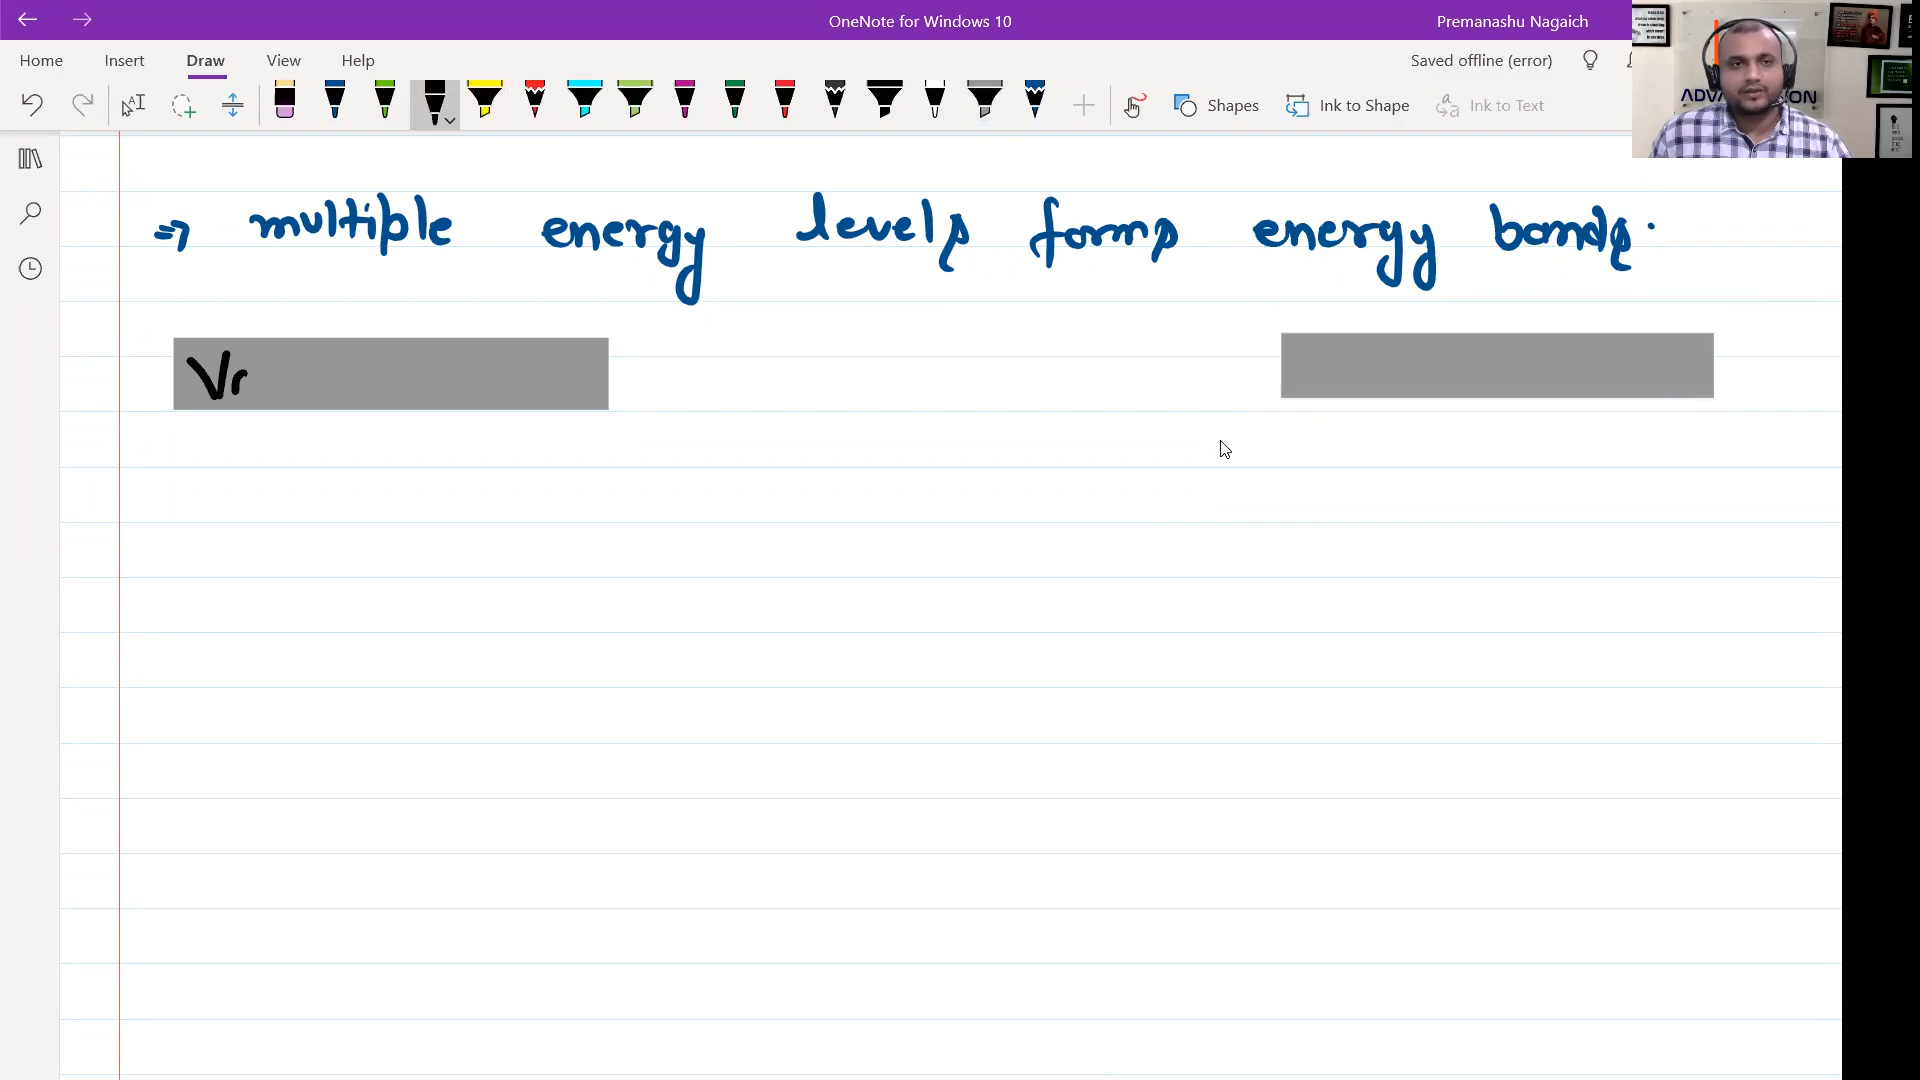 OneNote for Windows 10
Premanashu Nagaich
Home Insert Draw View Help
Saved offline (error)
Shapes Ink to Shape Ink to Text
⇒ multiple energy levels forms energy bands.